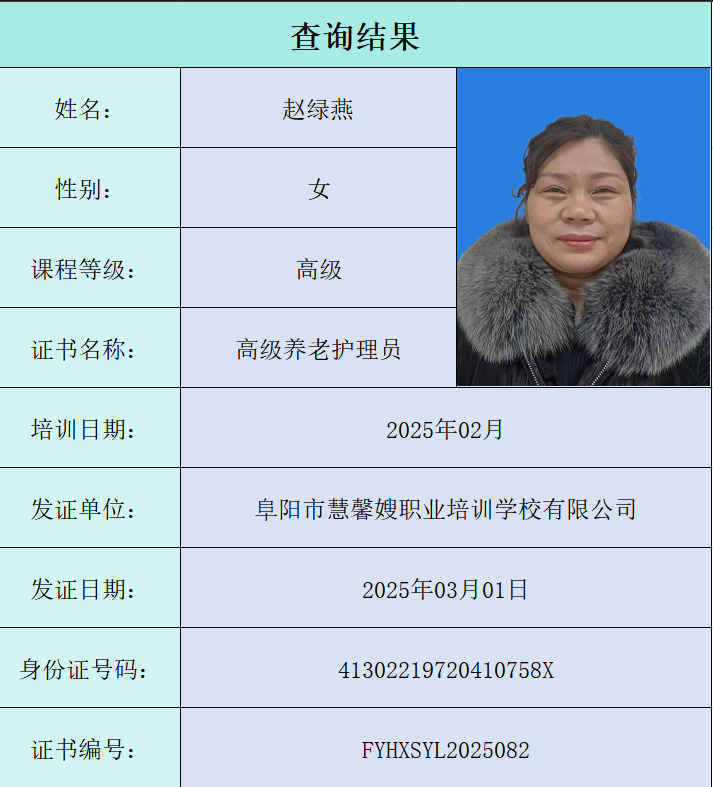 查询结果
姓名： 赵绿燕
性别： 女
课程等级： 高级
证书名称： 高级养老护理员
培训日期： 2025年02月
发证单位： 阜阳市慧馨嫂职业培训学校有限公司
发证日期： 2025年03月01日
身份证号码： 41302219720410758X
证书编号： FYHXSYL2025082